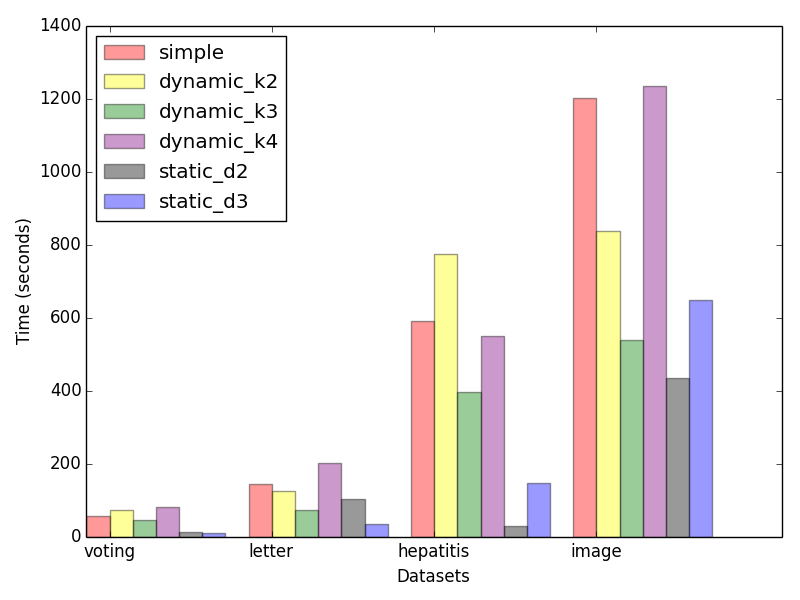 1400
1200
1000
800
600
400
200
0
Time (seconds)
simple
dynamic_k2
dynamic_k3
dynamic_k4
static_d2
static_d3
voting letter hepatitis image
Datasets